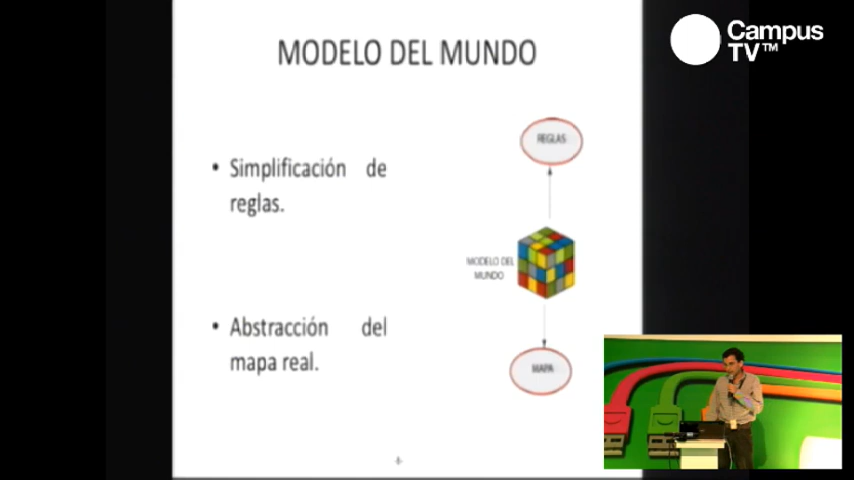 Campus
TV™
MODELO DEL MUNDO
REGLAS
• Simplificación de
reglas.
MODELO DEL
MUNDO
• Abstracción del
mapa real.
MAPA